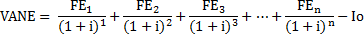 VANE = FE₁/(1 + i)¹ + FE₂/(1 + i)² + FE₃/(1 + i)³ + ⋯ + FEₙ/(1 + i)ⁿ − Io